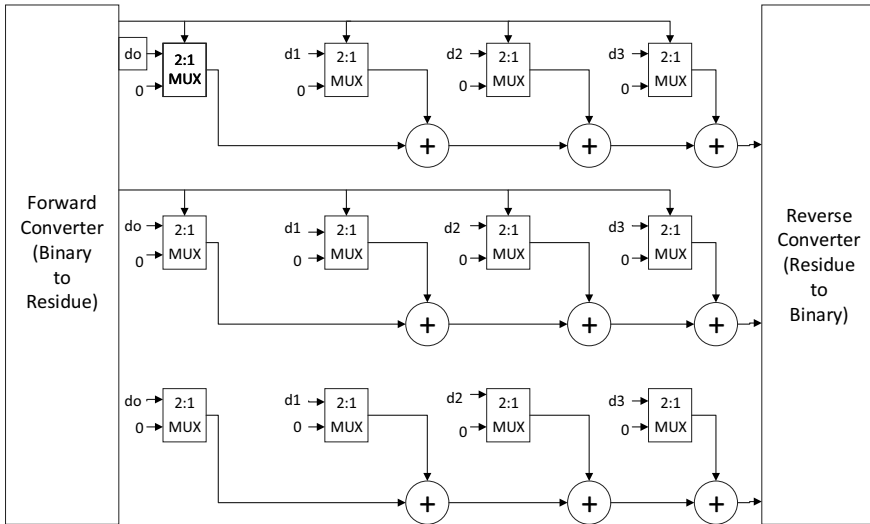 Forward
Converter
(Binary
to
Residue)
do
0
2:1
MUX
d1
0
2:1
MUX
d2
0
2:1
MUX
d3
0
2:1
MUX
+
+
+
do
0
2:1
MUX
d1
0
2:1
MUX
d2
0
2:1
MUX
d3
0
2:1
MUX
+
+
+
do
0
2:1
MUX
d1
0
2:1
MUX
d2
0
2:1
MUX
d3
0
2:1
MUX
+
+
+
Reverse
Converter
(Residue
to
Binary)